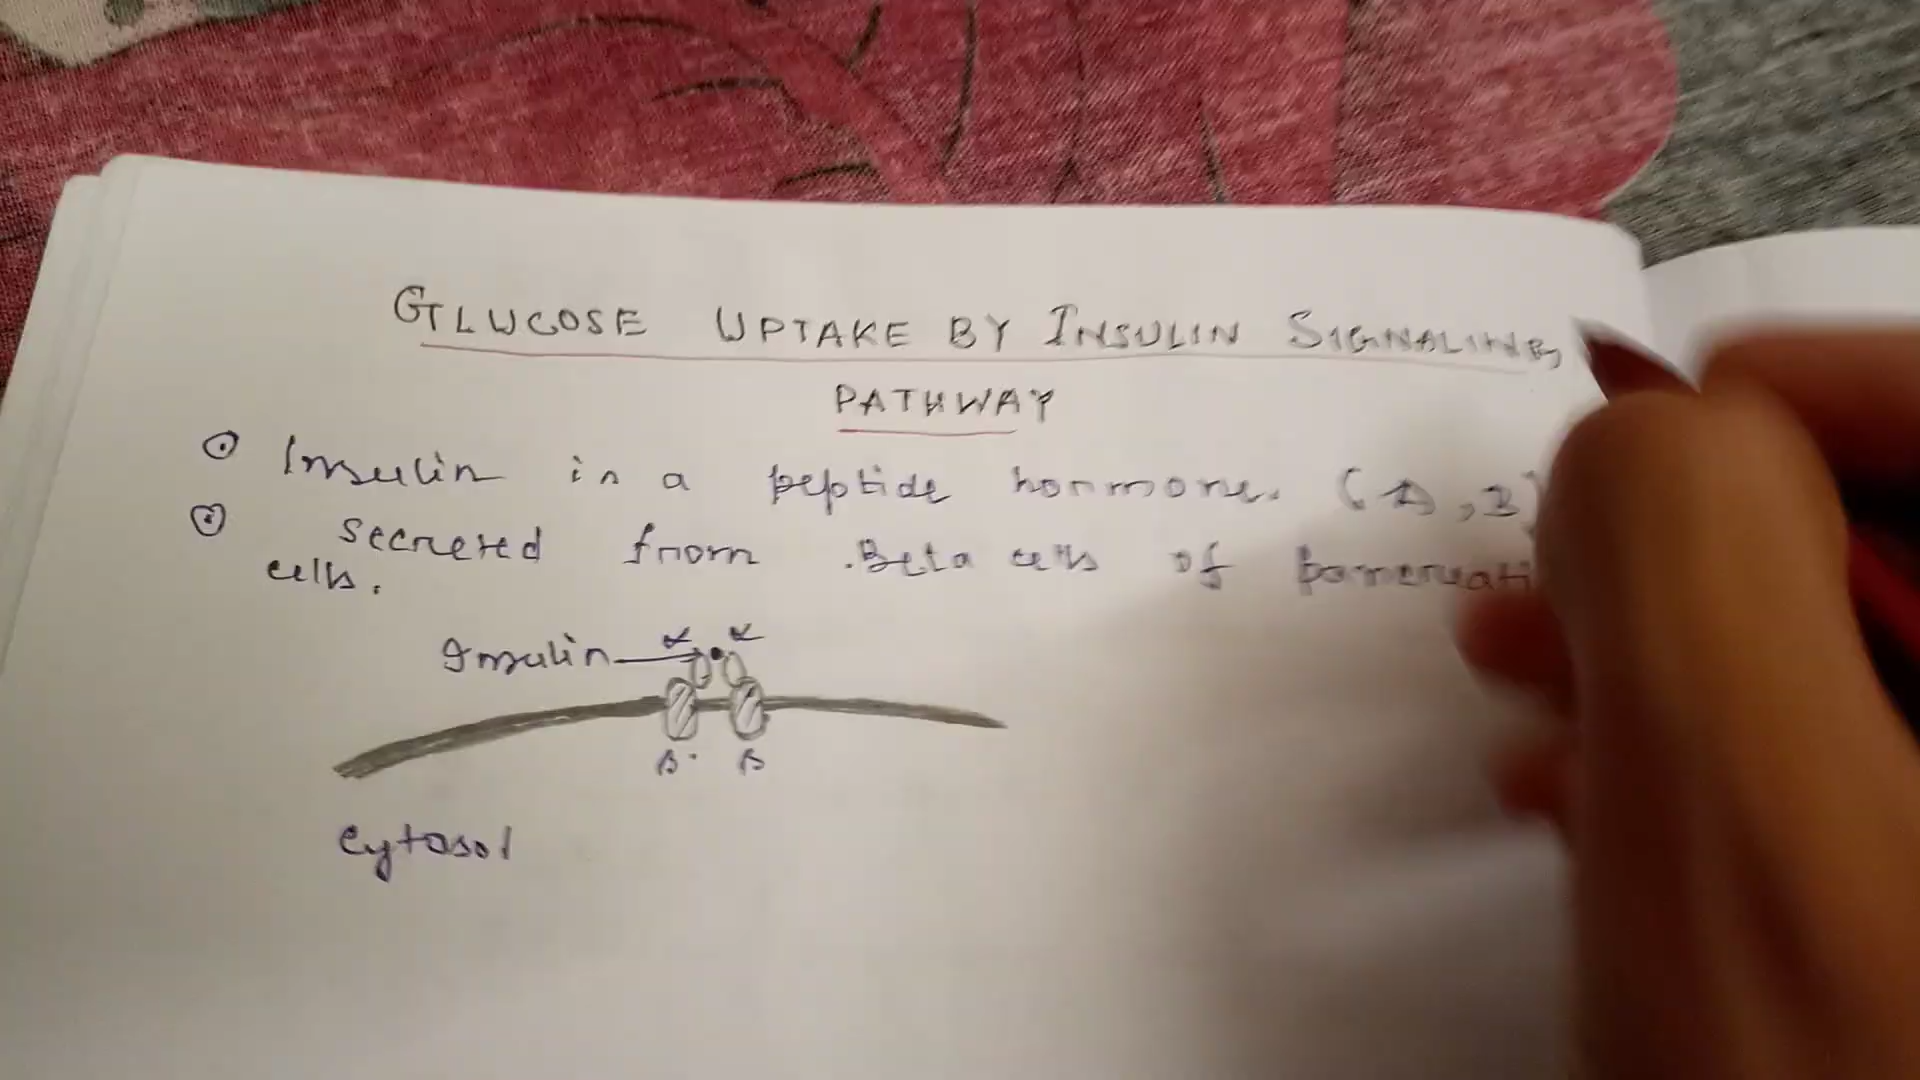 GLUCOSE UPTAKE BY INSULIN SIGNALING
PATHWAY
Insulin is a peptide hormone. (A, B)
secreted from Beta cells of
cells.
Insulin α α
β β
Cytosol